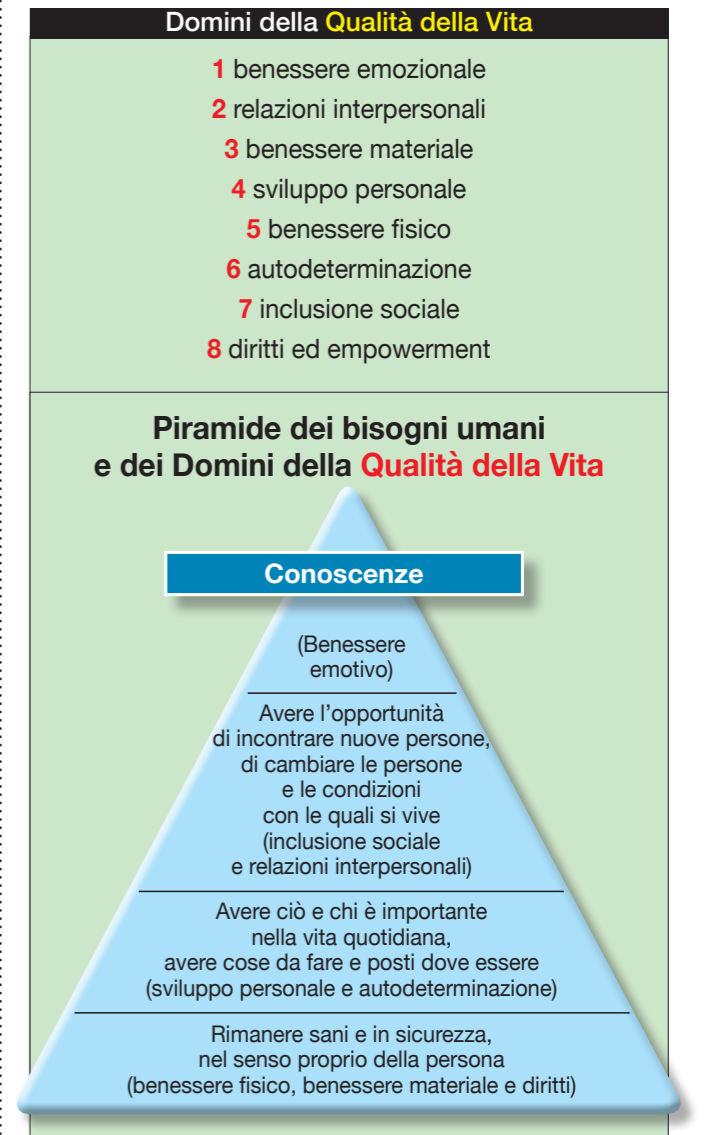 Domini della Qualità della Vita
1 benessere emozionale
2 relazioni interpersonali
3 benessere materiale
4 sviluppo personale
5 benessere fisico
6 autodeterminazione
7 inclusione sociale
8 diritti ed empowerment
Piramide dei bisogni umani
e dei Domini della Qualità della Vita
Conoscenze
(Benessere
emotivo)
Avere l’opportunità
di incontrare nuove persone,
di cambiare le persone
e le condizioni
con le quali si vive
(inclusione sociale
e relazioni interpersonali)
Avere ciò e chi è importante
nella vita quotidiana,
avere cose da fare e posti dove essere
(sviluppo personale e autodeterminazione)
Rimanere sani e in sicurezza,
nel senso proprio della persona
(benessere fisico, benessere materiale e diritti)